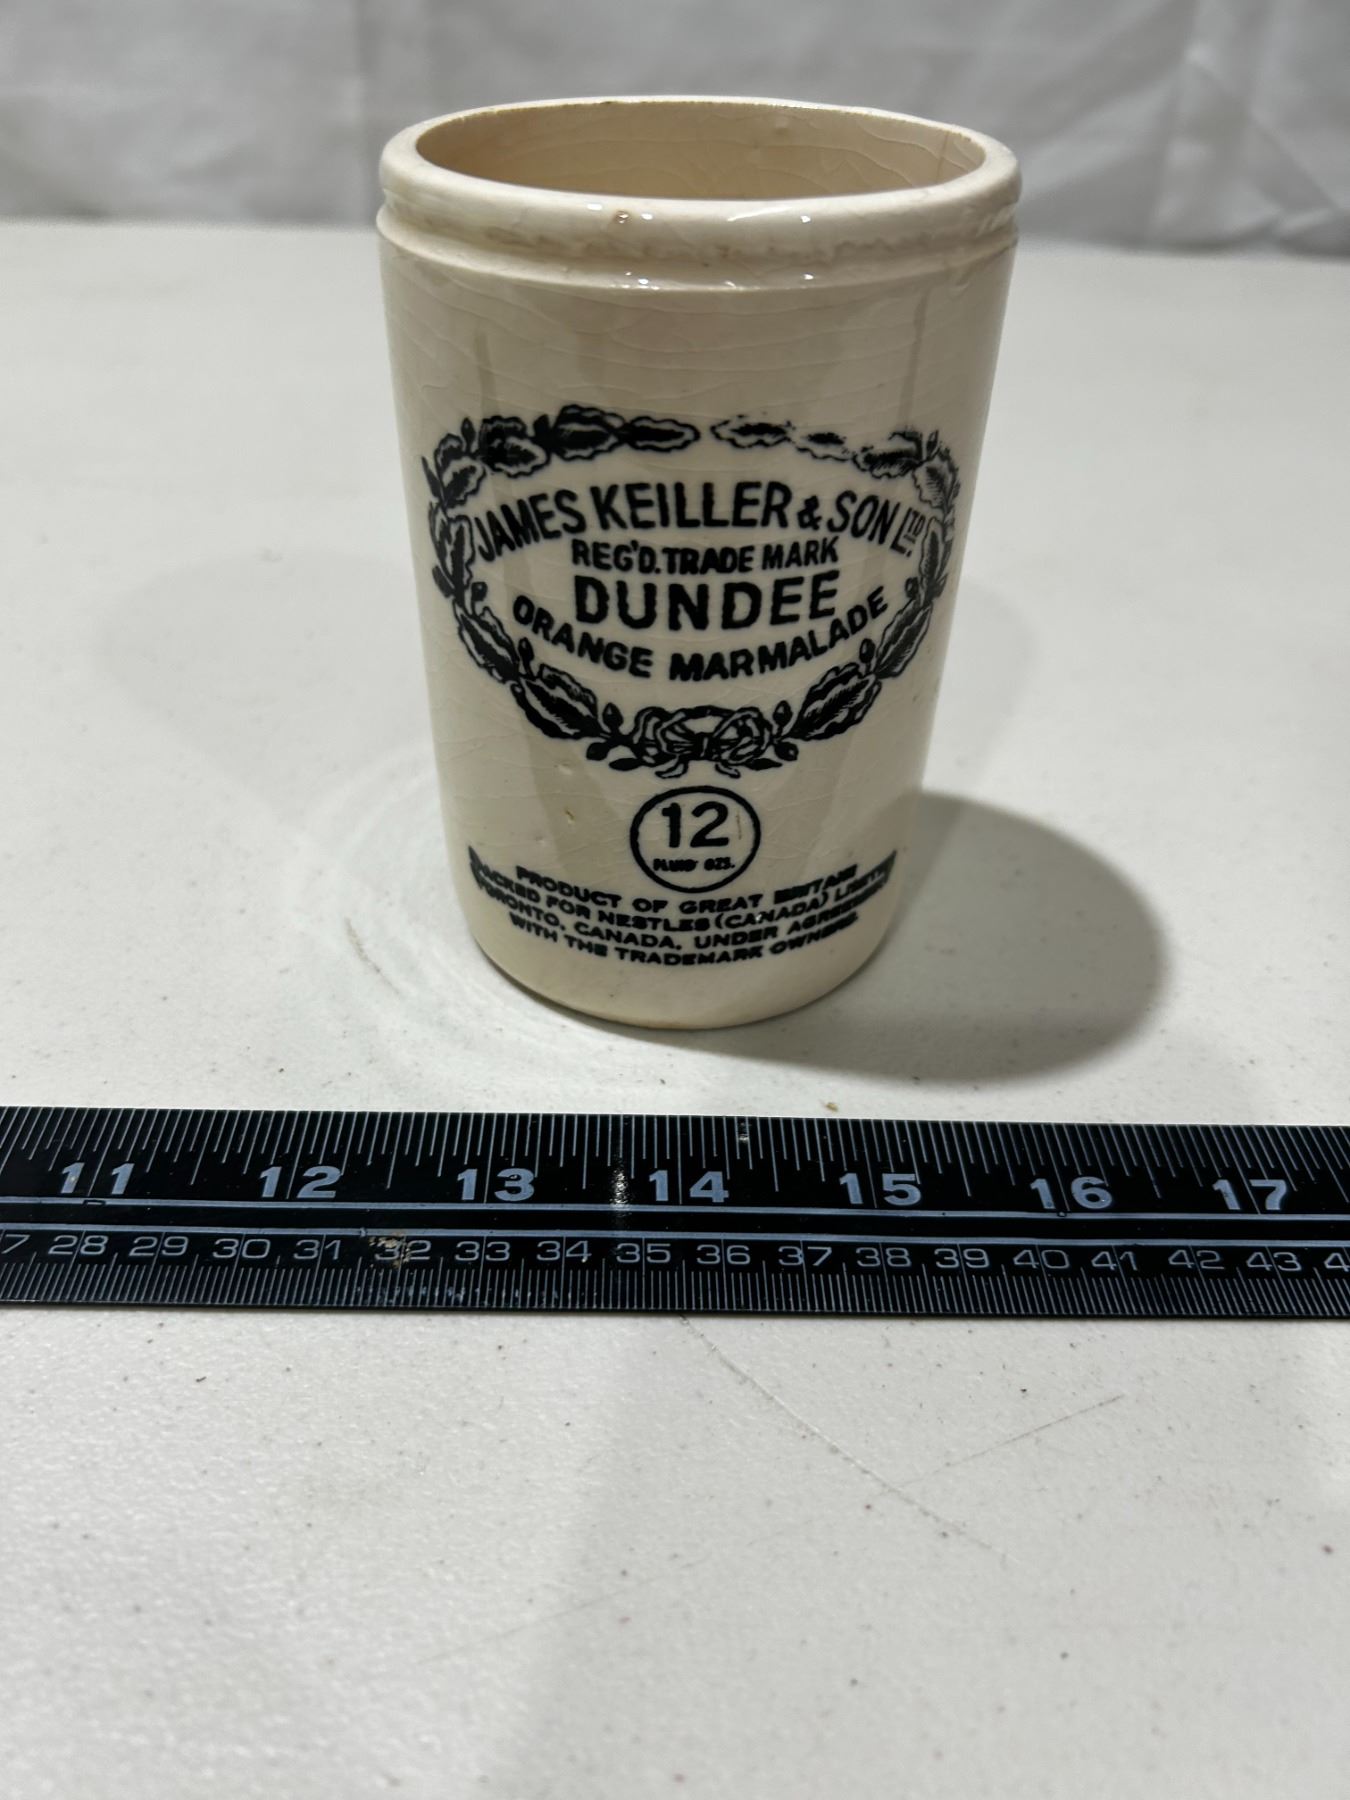 JAMES KEILLER & SON LTD.
REG'D. TRADE MARK
DUNDEE
ORANGE MARMALADE
12
FLUID OZS.
PRODUCT OF GREAT BRITAIN
PACKED FOR NESTLES (CANADA) LIMITED
TORONTO, CANADA, UNDER AGREEMENT
WITH THE TRADEMARK OWNERS.
11 12 13 14 15 16 17
28 29 30 31 32 33 34 35 36 37 38 39 40 41 42 43